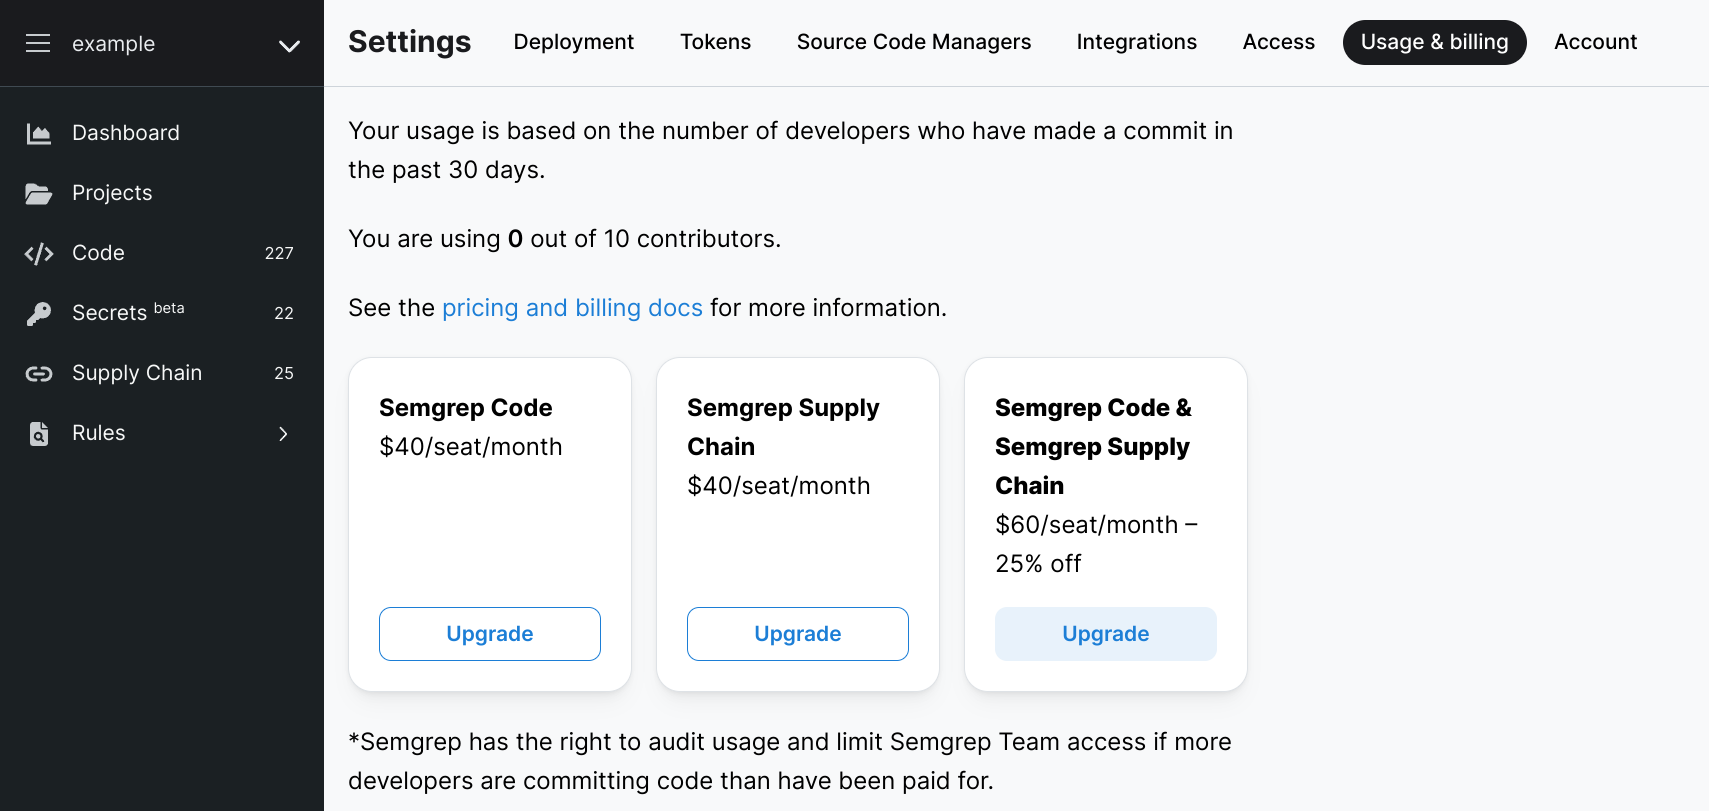 example
Settings Deployment Tokens Source Code Managers Integrations Access Usage & billing Account
Dashboard
Projects
Code 227
Secrets beta 22
Supply Chain 25
Rules
Your usage is based on the number of developers who have made a commit in
the past 30 days.
You are using 0 out of 10 contributors.
See the pricing and billing docs for more information.
Semgrep Code
$40/seat/month
Upgrade
Semgrep Supply
Chain
$40/seat/month
Upgrade
Semgrep Code &
Semgrep Supply
Chain
$60/seat/month –
25% off
Upgrade
*Semgrep has the right to audit usage and limit Semgrep Team access if more
developers are committing code than have been paid for.